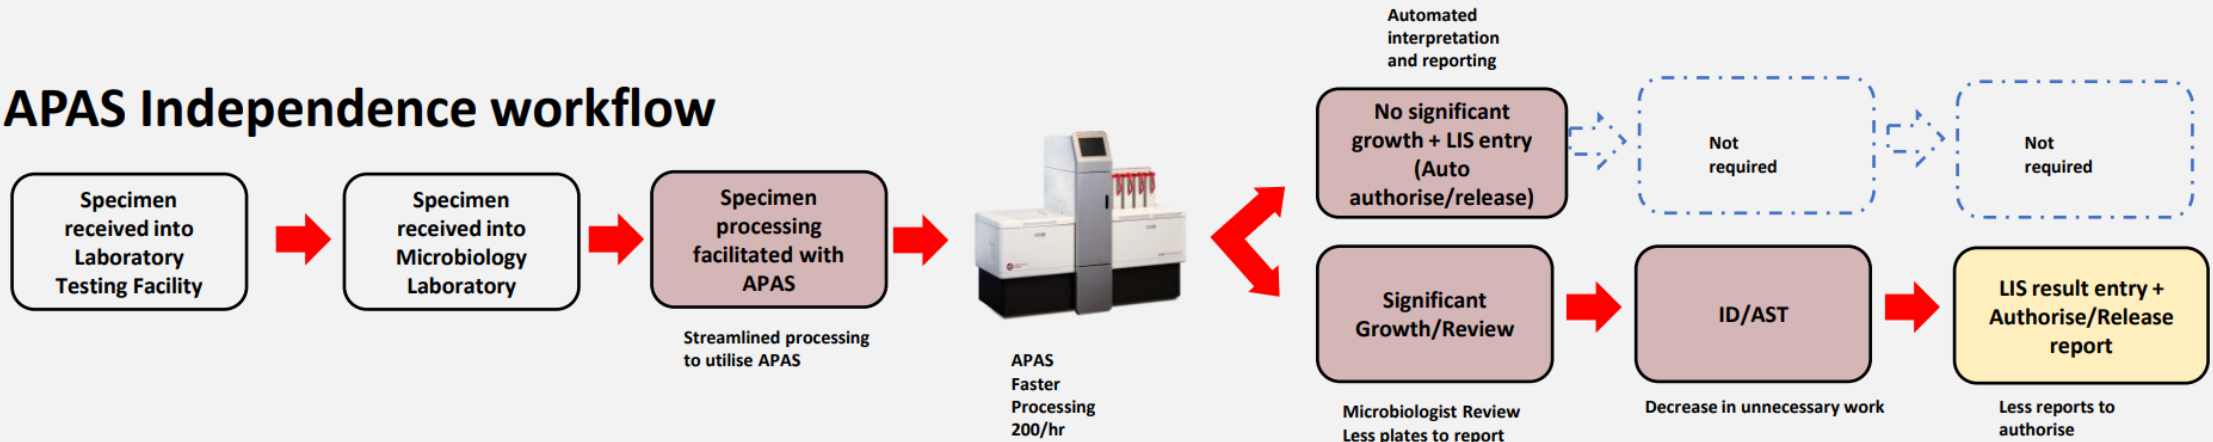 APAS Independence workflow
Specimen
received into
Laboratory
Testing Facility
Specimen
received into
Microbiology
Laboratory
Specimen
processing
facilitated with
APAS
Streamlined processing
to utilise APAS
APAS
Faster
Processing
200/hr
Automated
interpretation
and reporting
No significant
growth + LIS entry
(Auto
authorise/release)
Not
required
Not
required
Significant
Growth/Review
Microbiologist Review
Less plates to report
ID/AST
Decrease in unnecessary work
LIS result entry +
Authorise/Release
report
Less reports to
authorise